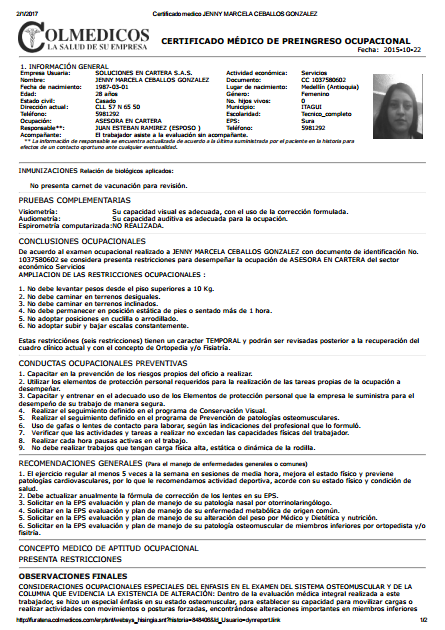 2/1/2017 Certificado medico JENNY MARCELA CEBALLOS GONZALEZ
COLMEDICOS
LA SALUD DE SU EMPRESA
CERTIFICADO MÉDICO DE PREINGRESO OCUPACIONAL
Fecha: 2015-10-22
1. INFORMACIÓN GENERAL
Empresa Usuaria: SOLUCIONES EN CARTERA S.A.S. Actividad económica: Servicios
Nombre: JENNY MARCELA CEBALLOS GONZALEZ Documento: CC 1037580602
Fecha de nacimiento: 1987-03-01 Lugar de nacimiento: Medellín (Antioquia)
Edad: 28 años Género: Femenino
Estado civil: Casado No. hijos vivos: 0
Dirección actual: CLL 57 N 65 50 Municipio: ITAGUI
Teléfono: 5981292 Escolaridad: Tecnico_completo
Ocupación: ASESORA EN CARTERA EPS: Sura
Responsable**: JUAN ESTEBAN RAMIREZ (ESPOSO ) Teléfono: 5981292
Acompañante: El trabajador asiste a la evaluación sin acompañante.
** La información de responsable se encuentra actualizada de acuerdo a la última suministrada por el paciente en la historia para
efectos de un contacto oportuno ante cualquier eventualidad.
INMUNIZACIONES Relación de biológicos aplicados:
No presenta carnet de vacunación para revisión.
PRUEBAS COMPLEMENTARIAS
Visiometría: Su capacidad visual es adecuada, con el uso de la corrección formulada.
Audiometría: Su capacidad auditiva es adecuada para la ocupación.
Espirometría computarizada: NO REALIZADA.
CONCLUSIONES OCUPACIONALES
De acuerdo al examen ocupacional realizado a JENNY MARCELA CEBALLOS GONZALEZ con documento de identificación No.
1037580602 se considera presenta restricciones para desempeñar la ocupación de ASESORA EN CARTERA del sector
económico Servicios
AMPLIACION DE LAS RESTRICCIONES OCUPACIONALES :
1. No debe levantar pesos desde el piso superiores a 10 Kg.
2. No debe caminar en terrenos desiguales.
3. No debe caminar en terrenos inclinados.
4. No debe permanecer en posición estática de pies o sentado más de 1 hora.
5. No adoptar posiciones en cuclilla o arrodillado.
6. No adoptar subir y bajar escalas constantemente.
Estas restricciónes (seis restricciones) tienen un caracter TEMPORAL y podrán ser revisadas posterior a la recuperación del
cuadro clínico actual y con el concepto de Ortopedia y/o Fisiatría.
CONDUCTAS OCUPACIONALES PREVENTIVAS
1. Capacitar en la prevención de los riesgos propios del oficio a realizar.
2. Utilizar los elementos de protección personal requeridos para la realización de las tareas propias de la ocupación a
desempeñar.
3. Capacitar y entrenar en el adecuado uso de los Elementos de protección personal que la empresa le suministra para el
desempeño de su trabajo de manera segura.
4. Realizar el seguimiento definido en el programa de Conservación Visual.
5. Realizar el seguimiento definido en el programa de Prevención de patologías osteomusculares.
6. Uso de gafas o lentes de contacto para laborar, según las indicaciones del profesional que lo formuló.
7. Verificar que las actividades y tareas a realizar no excedan las capacidades físicas del trabajador.
8. Realizar cada hora pausas activas en el trabajo.
9. No debe realizar trabajos que tengan carga física alta, estática o dinámica de la rodilla.
RECOMENDACIONES GENERALES (Para el manejo de enfermedades generales o comunes)
1. El ejercicio regular al menos 5 veces a la semana en sesiones de media hora, mejora el estado físico y previene
patologías cardiovasculares, por lo que le recomendamos actividad deportiva, acorde con su estado físico y condición de
salud.
2. Debe actualizar anualmente la fórmula de corrección de los lentes en su EPS.
3. Solicitar en la EPS evaluación y plan de manejo de su patología nasal por otorrinolaringólogo.
4. Solicitar en la EPS evaluación y plan de manejo de su enfermedad metabólica de origen común.
5. Solicitar en la EPS evaluación y plan de manejo de su alteración del peso por Médico y Dietética y nutrición.
6. Solicitar en la EPS evaluación y plan de manejo de su patología osteomuscular de miembros inferiores por ortopedista y/o
fisitría.
CONCEPTO MEDICO DE APTITUD OCUPACIONAL
PRESENTA RESTRICCIONES
OBSERVACIONES FINALES
CONSIDERACIONES OCUPACIONALES ESPECIALES DEL ENFASIS EN EL EXAMEN DEL SISTEMA OSTEOMUSCULAR Y DE LA
COLUMNA QUE EVIDENCIA LA EXISTENCIA DE ALTERACIÓN: Dentro de la evaluación médica integral realizada a este
trabajador, se hizo un especial énfasis en su estado osteomuscular, para establecer su capacidad para movilizar cargas o
realizar actividades con movimientos o posturas forzadas, encontrándose alteraciones importantes en miembros inferiores
1/2